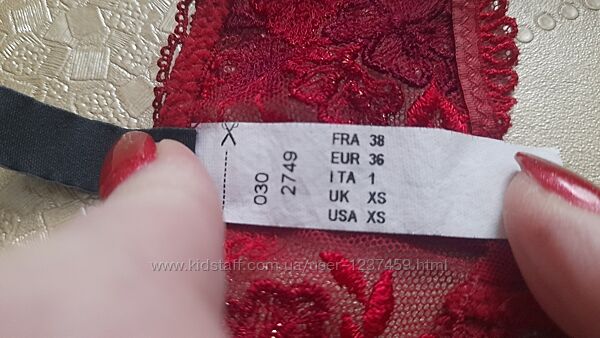 FRA 38
EUR 36
ITA 1
UK XS
USA XS
030
2749
www.kidstaff.com.ua/user-1237459.html